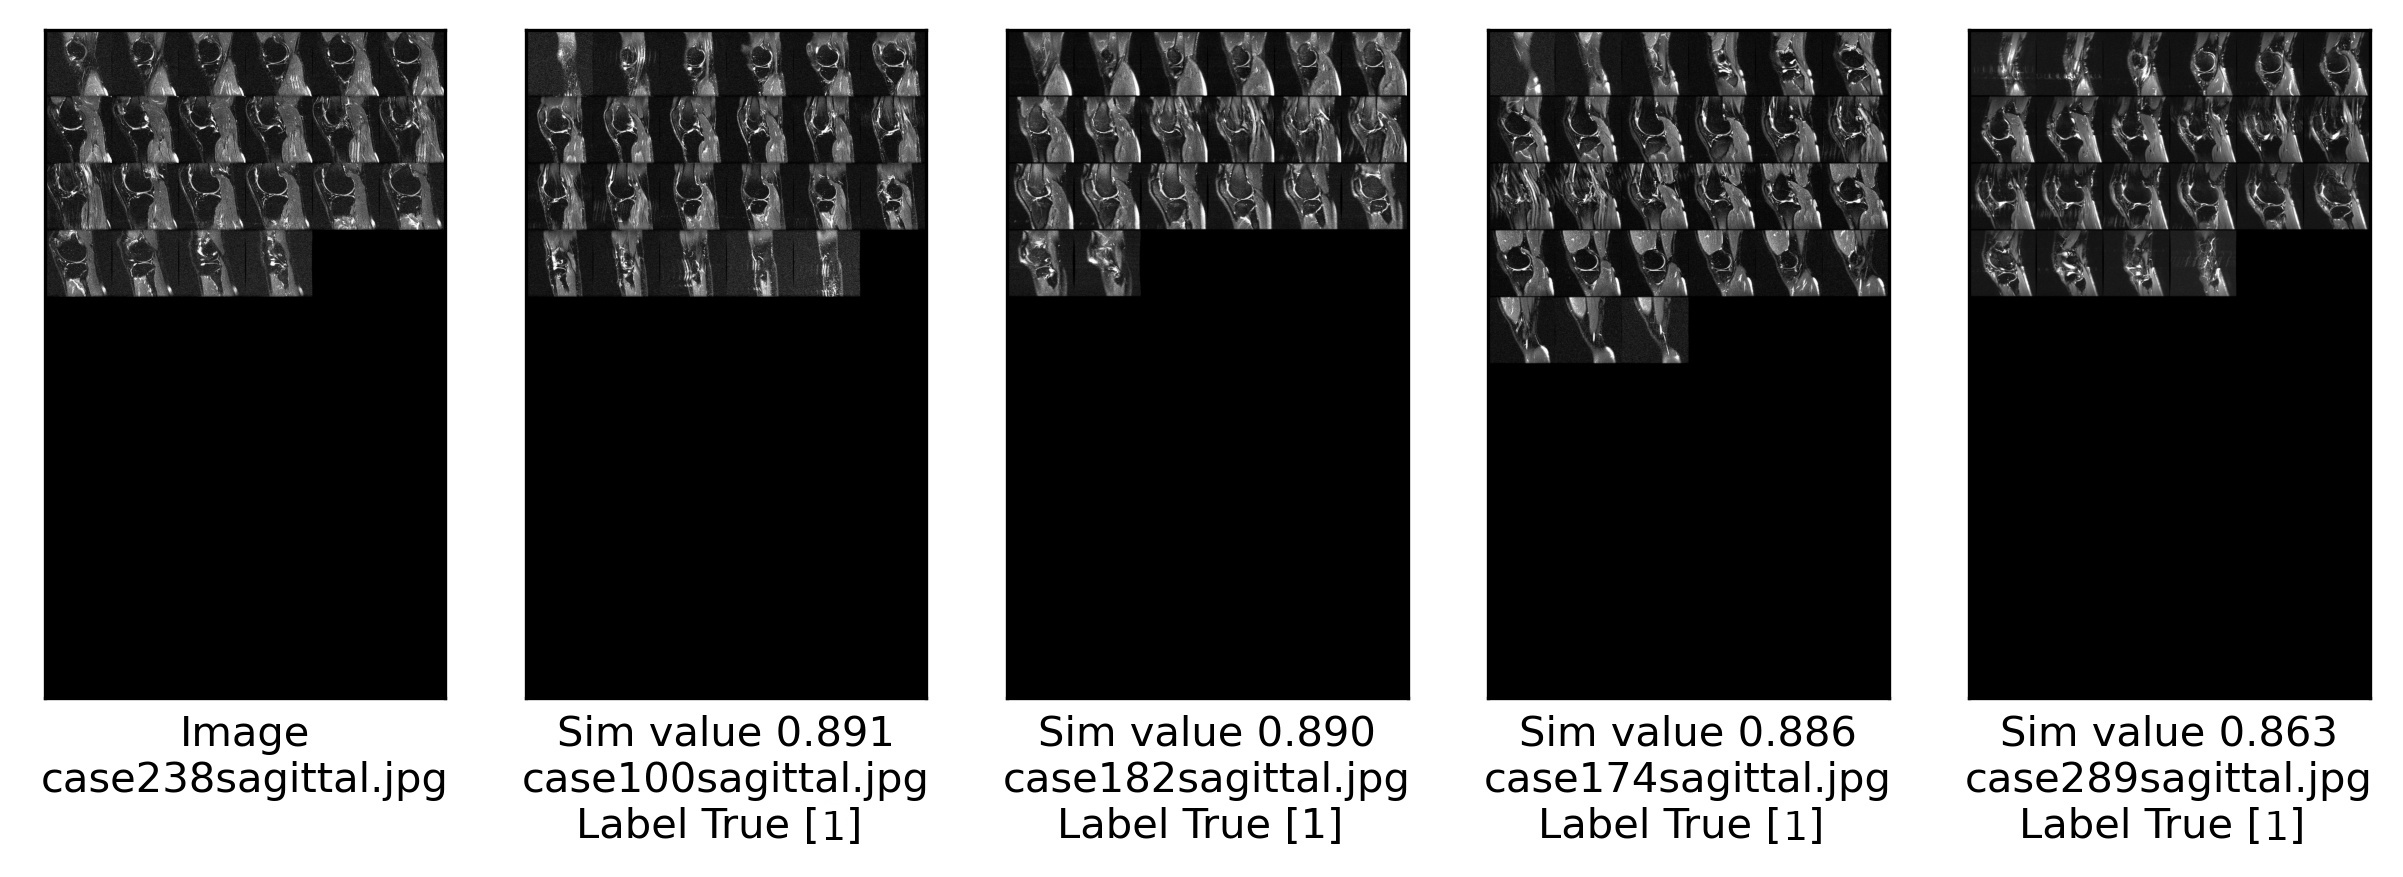 Image
case238sagittal.jpg
Sim value 0.891
case100sagittal.jpg
Label True [1]
Sim value 0.890
case182sagittal.jpg
Label True [1]
Sim value 0.886
case174sagittal.jpg
Label True [1]
Sim value 0.863
case289sagittal.jpg
Label True [1]